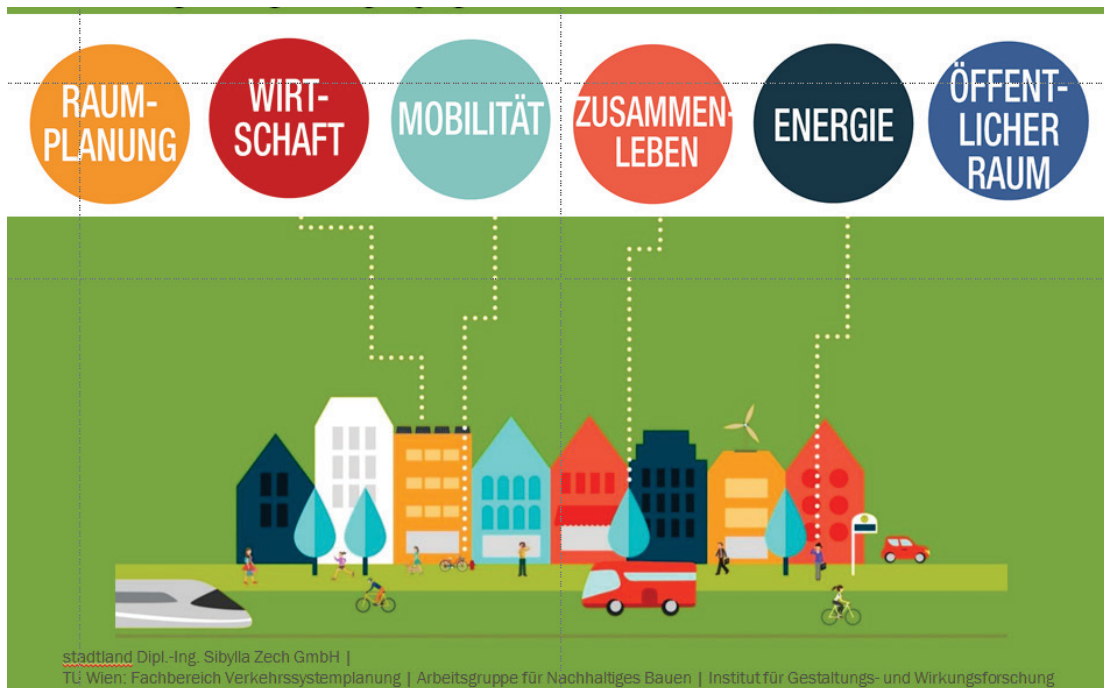 RAUM-
PLANUNG
WIRT-
SCHAFT
MOBILITÄT
ZUSAMMEN-
LEBEN
ENERGIE
ÖFFENT-
LICHER
RAUM
stadtland Dipl.-Ing. Sibylla Zech GmbH |
TU Wien: Fachbereich Verkehrssystemplanung | Arbeitsgruppe für Nachhaltiges Bauen | Institut für Gestaltungs- und Wirkungsforschung